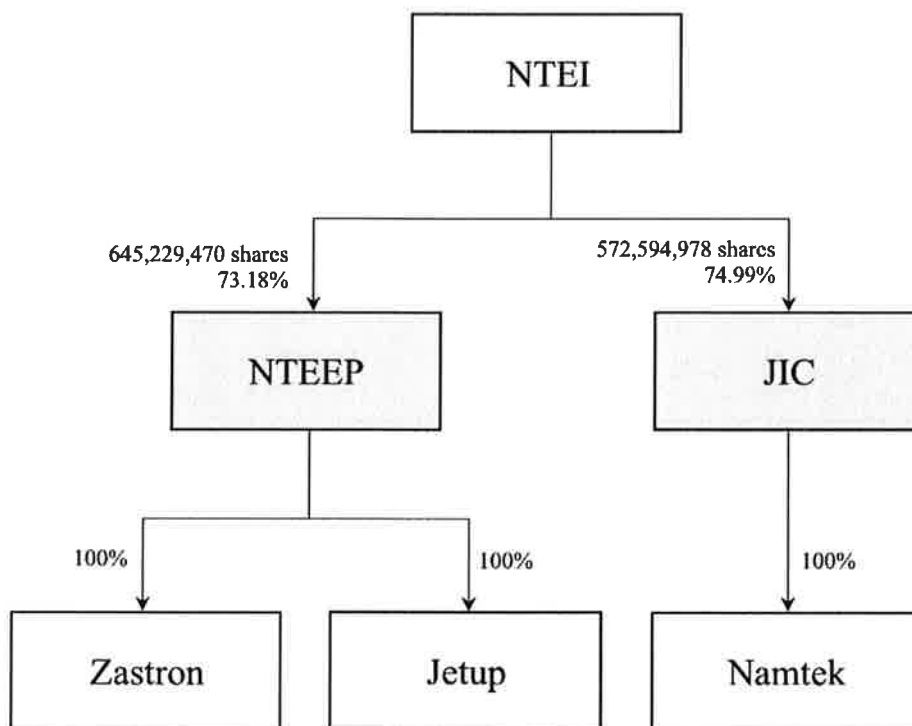 NTEI
645,229,470 shares
73.18%
572,594,978 shares
74.99%
NTEEP
JIC
100%
100%
100%
Zastron
Jetup
Namtek